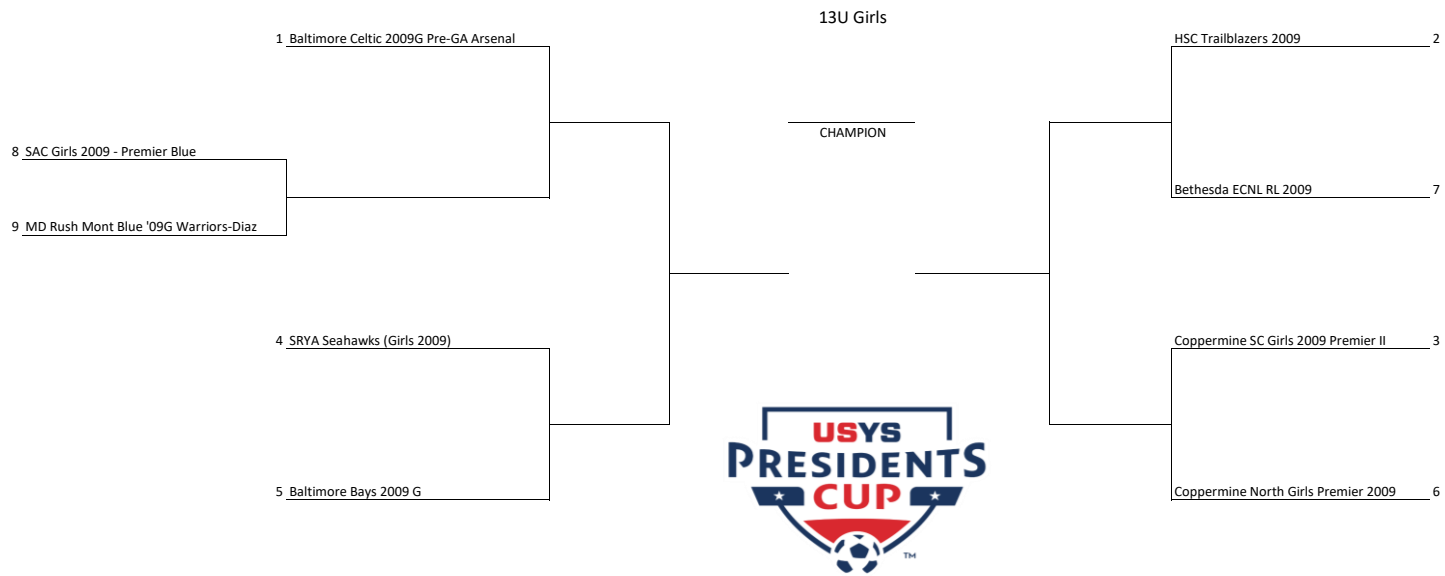 13U Girls
1 Baltimore Celtic 2009G Pre-GA Arsenal
HSC Trailblazers 2009 2
CHAMPION
8 SAC Girls 2009 - Premier Blue
Bethesda ECNL RL 2009 7
9 MD Rush Mont Blue '09G Warriors-Diaz
4 SRYA Seahawks (Girls 2009)
Coppermine SC Girls 2009 Premier II 3
USYS
PRESIDENTS
CUP
TM
5 Baltimore Bays 2009 G
Coppermine North Girls Premier 2009 6